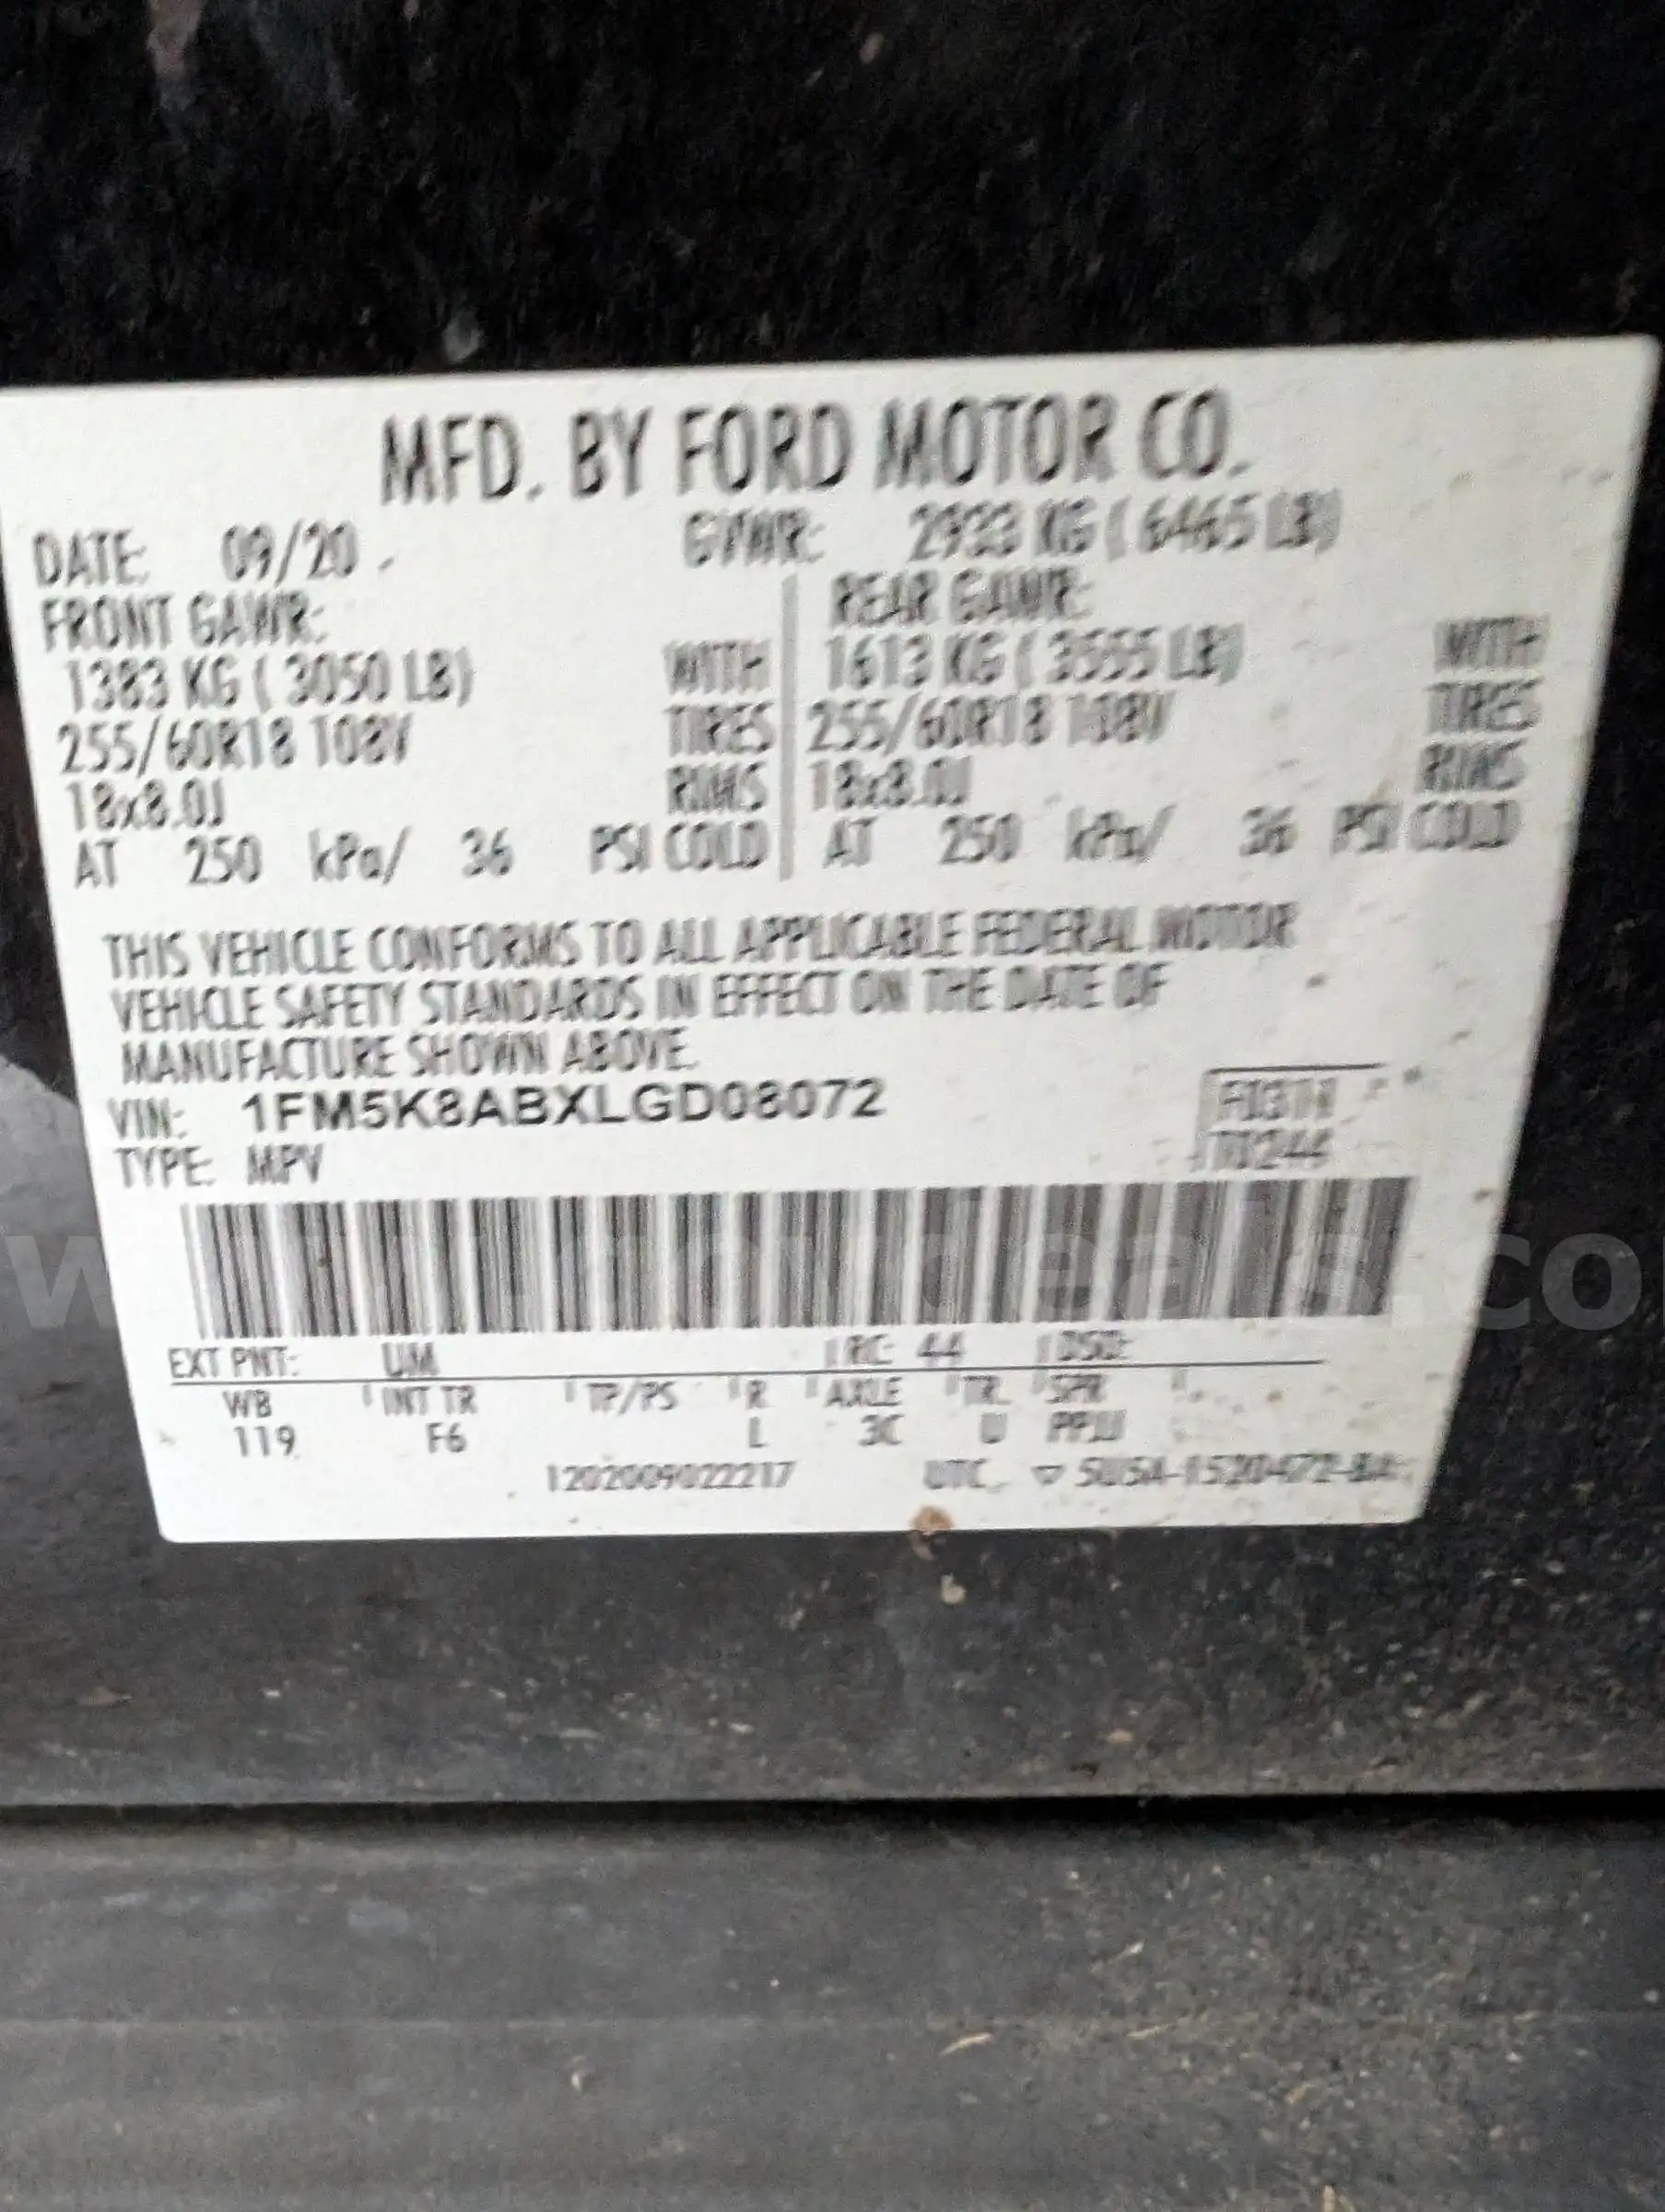 MFD. BY FORD MOTOR CO.
DATE: 09/20 GVWR: 2933 KG ( 6465 LB)
FRONT GAWR: REAR GAWR:
1383 KG ( 3050 LB) WITH 1613 KG ( 3555 LB) WITH
255/60R18 108V TIRES 255/60R18 108V TIRES
18x8.0J RIMS 18x8.0J RIMS
AT 250 kPa/ 36 PSI COLD AT 250 kPa/ 36 PSI COLD
THIS VEHICLE CONFORMS TO ALL APPLICABLE FEDERAL MOTOR
VEHICLE SAFETY STANDARDS IN EFFECT ON THE DATE OF
MANUFACTURE SHOWN ABOVE.
VIN: 1FM5K8ABXLGD08072
TYPE: MPV
T0244
EXT PNT: UM RC: 44 DSO:
WB INT TR TP/PS R AXLE TR SPR
119 F6 L 3C U PPJJ
1202009022217 UTC ▽ 5U5A-1520472-BA